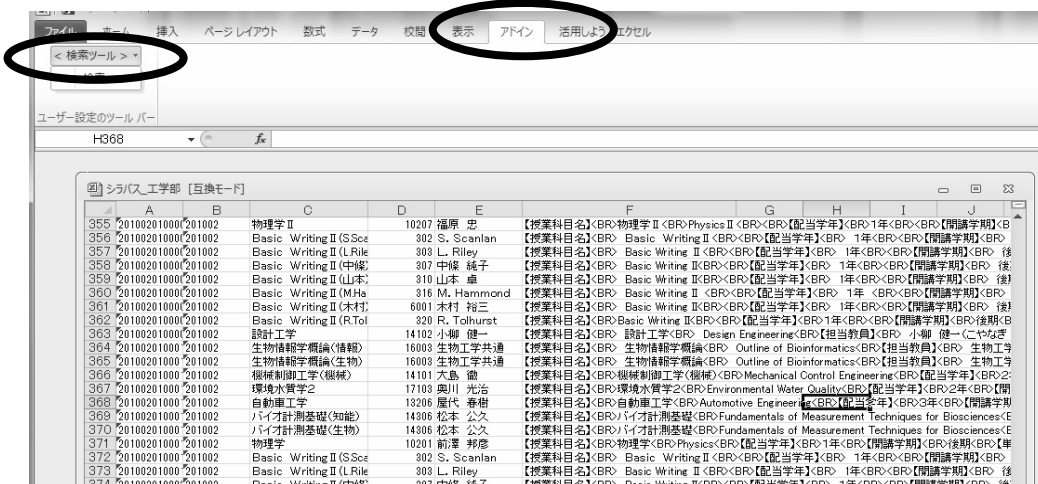 ファイル ホーム 挿入 ページ レイアウト 数式 データ 校閲 表示 アドイン 活用しよう エクセル
< 検索ツール >
ユーザー設定のツール バー
H368 fx
シラバス_工学部 [互換モード]
A B C D E F G H I J
355 20100201000 201002 物理学Ⅱ 10207 福原 忠 【授業科目名】<BR>物理学Ⅱ<BR>PhysicsⅡ<BR><BR>【配当学年】<BR>1年<BR><BR>【開講学期】<B
356 20100201000 201002 Basic WritingⅡ(S.Sca 302 S. Scanlan 【授業科目名】<BR> Basic WritingⅡ<BR><BR>【配当学年】<BR> 1年<BR><BR>【開講学期】<BR>
357 20100201000 201002 Basic WritingⅡ(L.Rile 303 L. Riley 【授業科目名】<BR> Basic Writing Ⅱ<BR><BR>【配当学年】<BR> 1年<BR><BR>【開講学期】<BR> 後
358 20100201000 201002 Basic WritingⅡ(中條) 307 中條 純子 【授業科目名】<BR> Basic Writing Ⅱ<BR><BR>【配当学年】<BR> 1年<BR><BR>【開講学期】<BR> 後
359 20100201000 201002 Basic WritingⅡ(山本) 310 山本 卓 【授業科目名】<BR> Basic Writing Ⅱ<BR><BR>【配当学年】<BR> 1年<BR><BR>【開講学期】<BR> 後
360 20100201000 201002 Basic WritingⅡ(M.Ha 316 M. Hammond 【授業科目名】<BR> Basic Writing Ⅱ <BR><BR>【配当学年】<BR> 1年 <BR><BR>【開講学期】<BR>
361 20100201000 201002 Basic WritingⅡ(木村) 6001 木村 裕三 【授業科目名】<BR> Basic WritingⅡ<BR><BR>【配当学年】<BR> 1年<BR><BR>【開講学期】<BR> 後
362 20100201000 201002 Basic WritingⅡ(R.Tol 320 R. Tolhurst 【授業科目名】<BR>Basic Writing Ⅱ<BR><BR>【配当学年】<BR>1年<BR><BR>【開講学期】<BR>後期<B
363 20100201000 201002 設計工学 14102 小柳 健一 【授業科目名】<BR> 設計工学<BR> Design Engineering<BR>【担当教員】<BR> 小柳 健一(こやなぎ
364 20100201000 201002 生物情報学概論(情報) 16003 生物工学共通 【授業科目名】<BR> 生物情報学概論<BR> Outline of Bioinformatics<BR>【担当教員】<BR> 生物工学
365 20100201000 201002 生物情報学概論(生物) 16003 生物工学共通 【授業科目名】<BR> 生物情報学概論<BR> Outline of Bioinformatics<BR>【担当教員】<BR> 生物工学
366 20100201000 201002 機械制御工学(機械) 14101 大島 徹 【授業科目名】<BR>機械制御工学(機械)<BR>Mechanical Control Engineering<BR>【配当学年】<BR>2
367 20100201000 201002 環境水質学2 17103 奥川 光治 【授業科目名】<BR>環境水質学2<BR>Environmental Water Quality<BR>【配当学年】<BR>2年<BR>【開
368 20100201000 201002 自動車工学 13206 屋代 春樹 【授業科目名】<BR>自動車工学<BR>Automotive Engineering<BR>【配当学年】<BR>3年<BR>【開講学期
369 20100201000 201002 バイオ計測基礎(知能) 14306 松本 公久 【授業科目名】<BR>バイオ計測基礎<BR>Fundamentals of Measurement Techniques for Biosciences<B
370 20100201000 201002 バイオ計測基礎(生物) 14306 松本 公久 【授業科目名】<BR>バイオ計測基礎<BR>Fundamentals of Measurement Techniques for Biosciences<B
371 20100201000 201002 物理学 10201 前澤 邦彦 【授業科目名】<BR>物理学<BR>Physics<BR>【配当学年】<BR>1年<BR>【開講学期】<BR>後期<BR>【単
372 20100201000 201002 Basic WritingⅡ(S.Sca 302 S. Scanlan 【授業科目名】<BR> Basic WritingⅡ<BR><BR>【配当学年】<BR> 1年<BR><BR>【開講学期】<BR>
373 20100201000 201002 Basic WritingⅡ(L.Rile 303 L. Riley 【授業科目名】<BR> Basic Writing Ⅱ<BR><BR>【配当学年】<BR> 1年<BR><BR>【開講学期】<BR> 後